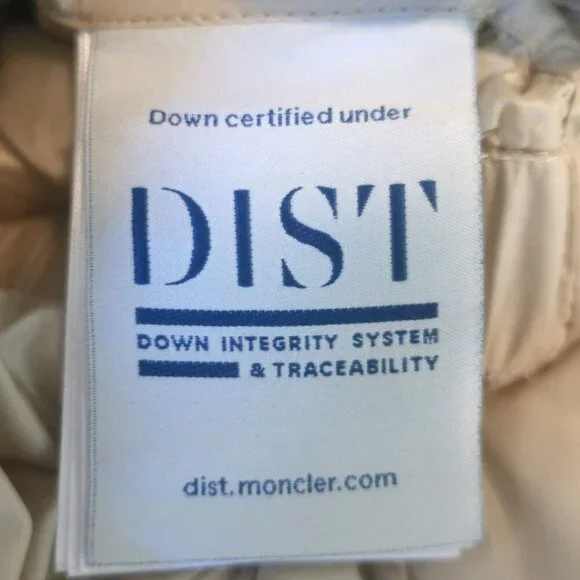 Down certified under
DIST
DOWN INTEGRITY SYSTEM
& TRACEABILITY
dist.moncler.com